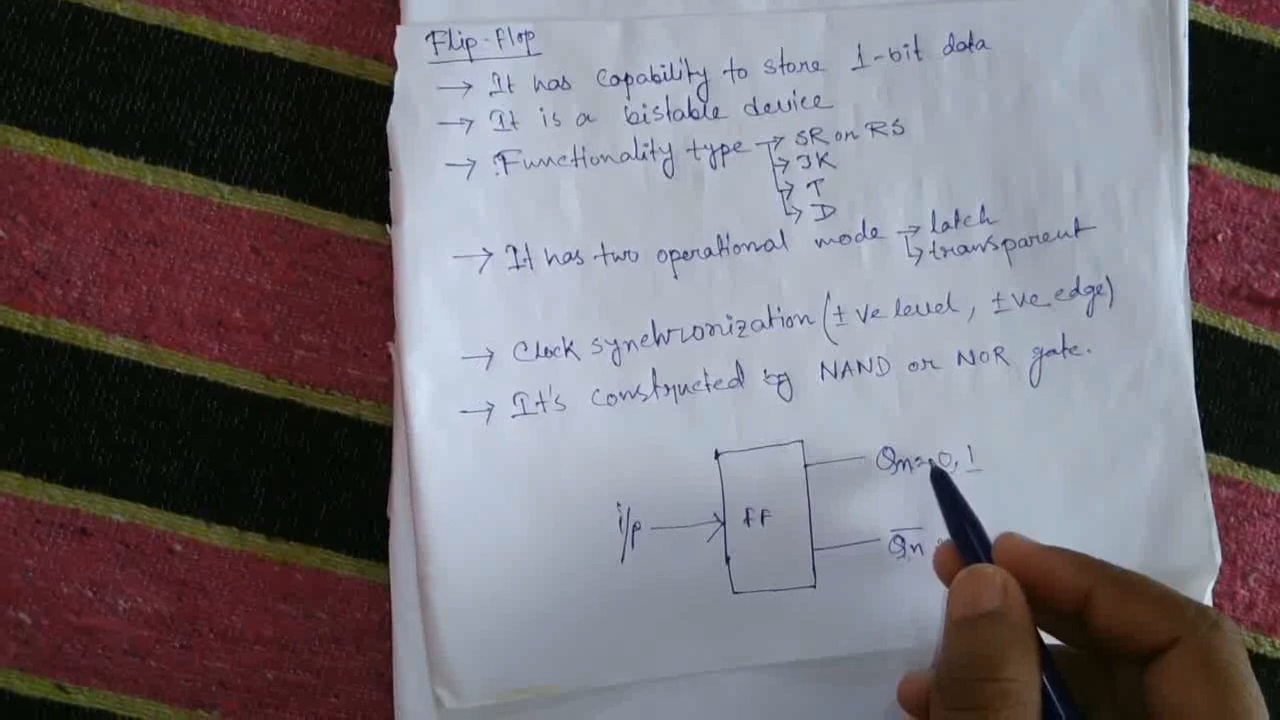 Flip-flop
→ It has capability to store 1-bit data
→ It is a bistable device
→ Functionality type → SR or RS
→ JK
→ T
→ D
→ It has two operational mode → latch
→ transparent
→ Clock synchronization (±ve level, ±ve edge)
→ It's constructed by NAND or NOR gate.
Qn = 0, 1
i/p → FF
Q̅n